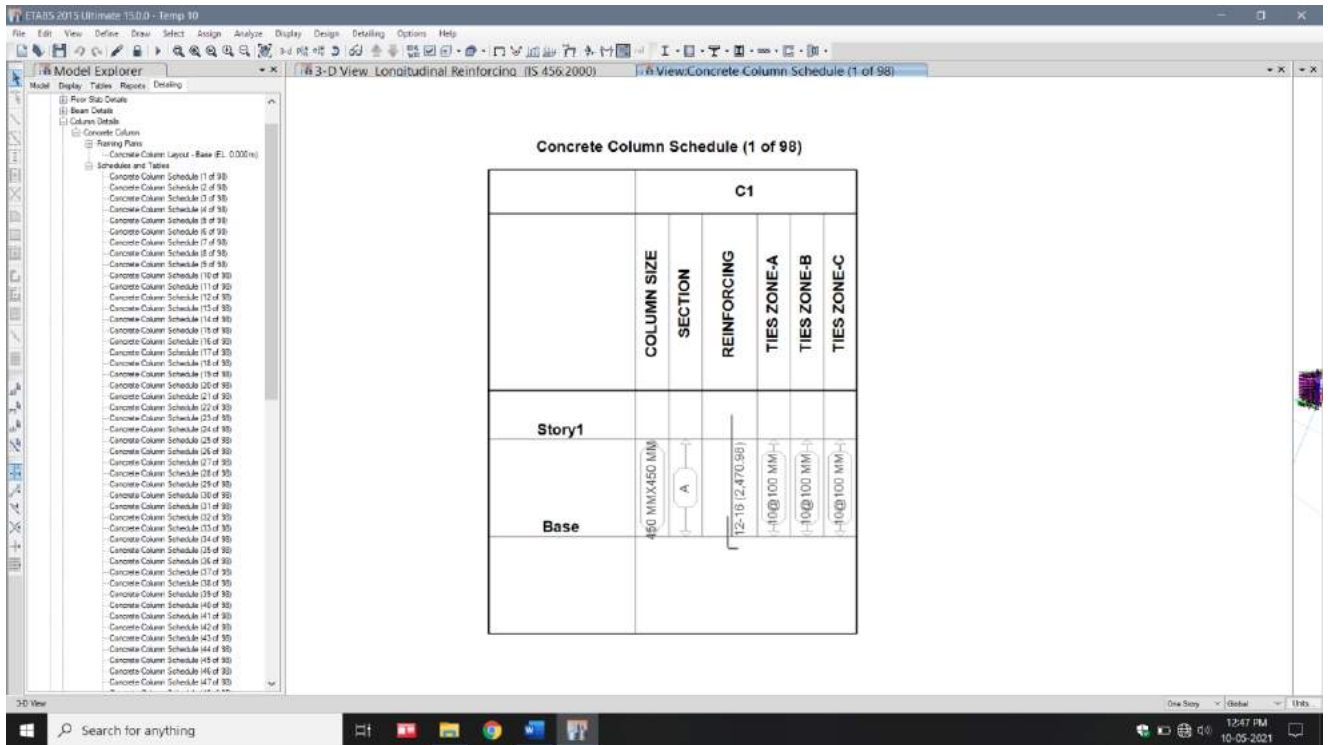 ETABS 2015 Ultimate 15.0.0 - Temp 10
File Edit View Define Draw Select Assign Analyze Display Design Detailing Options Help
Model Explorer
3-D View Longitudinal Reinforcing (IS 456:2000)
View:Concrete Column Schedule (1 of 98)
Model Display Tables Reports Detailing
Floor Slab Details
Beam Details
Column Details
Concrete Column
Framing Plans
Concrete Column Layout - Base (EL. 0.000m)
Schedules and Tables
Concrete Column Schedule (1 of 98)
Concrete Column Schedule (2 of 98)
Concrete Column Schedule (3 of 98)
Concrete Column Schedule (4 of 98)
Concrete Column Schedule (5 of 98)
Concrete Column Schedule (6 of 98)
Concrete Column Schedule (7 of 98)
Concrete Column Schedule (8 of 98)
Concrete Column Schedule (9 of 98)
Concrete Column Schedule (10 of 98)
Concrete Column Schedule (11 of 98)
Concrete Column Schedule (12 of 98)
Concrete Column Schedule (13 of 98)
Concrete Column Schedule (14 of 98)
Concrete Column Schedule (15 of 98)
Concrete Column Schedule (16 of 98)
Concrete Column Schedule (17 of 98)
Concrete Column Schedule (18 of 98)
Concrete Column Schedule (19 of 98)
Concrete Column Schedule (20 of 98)
Concrete Column Schedule (21 of 98)
Concrete Column Schedule (22 of 98)
Concrete Column Schedule (23 of 98)
Concrete Column Schedule (24 of 98)
Concrete Column Schedule (25 of 98)
Concrete Column Schedule (26 of 98)
Concrete Column Schedule (27 of 98)
Concrete Column Schedule (28 of 98)
Concrete Column Schedule (29 of 98)
Concrete Column Schedule (30 of 98)
Concrete Column Schedule (31 of 98)
Concrete Column Schedule (32 of 98)
Concrete Column Schedule (33 of 98)
Concrete Column Schedule (34 of 98)
Concrete Column Schedule (35 of 98)
Concrete Column Schedule (36 of 98)
Concrete Column Schedule (37 of 98)
Concrete Column Schedule (38 of 98)
Concrete Column Schedule (39 of 98)
Concrete Column Schedule (40 of 98)
Concrete Column Schedule (41 of 98)
Concrete Column Schedule (42 of 98)
Concrete Column Schedule (43 of 98)
Concrete Column Schedule (44 of 98)
Concrete Column Schedule (45 of 98)
Concrete Column Schedule (46 of 98)
Concrete Column Schedule (47 of 98)
Concrete Column Schedule (1 of 98)
C1
COLUMN SIZE
SECTION
REINFORCING
TIES ZONE-A
TIES ZONE-B
TIES ZONE-C
Story1
450 MMX450 MM
A
12-16 (2,470.98)
10@100 MM
10@100 MM
10@100 MM
Base
3-D View
One Story
Global
Units...
Search for anything
12:47 PM
10-05-2021